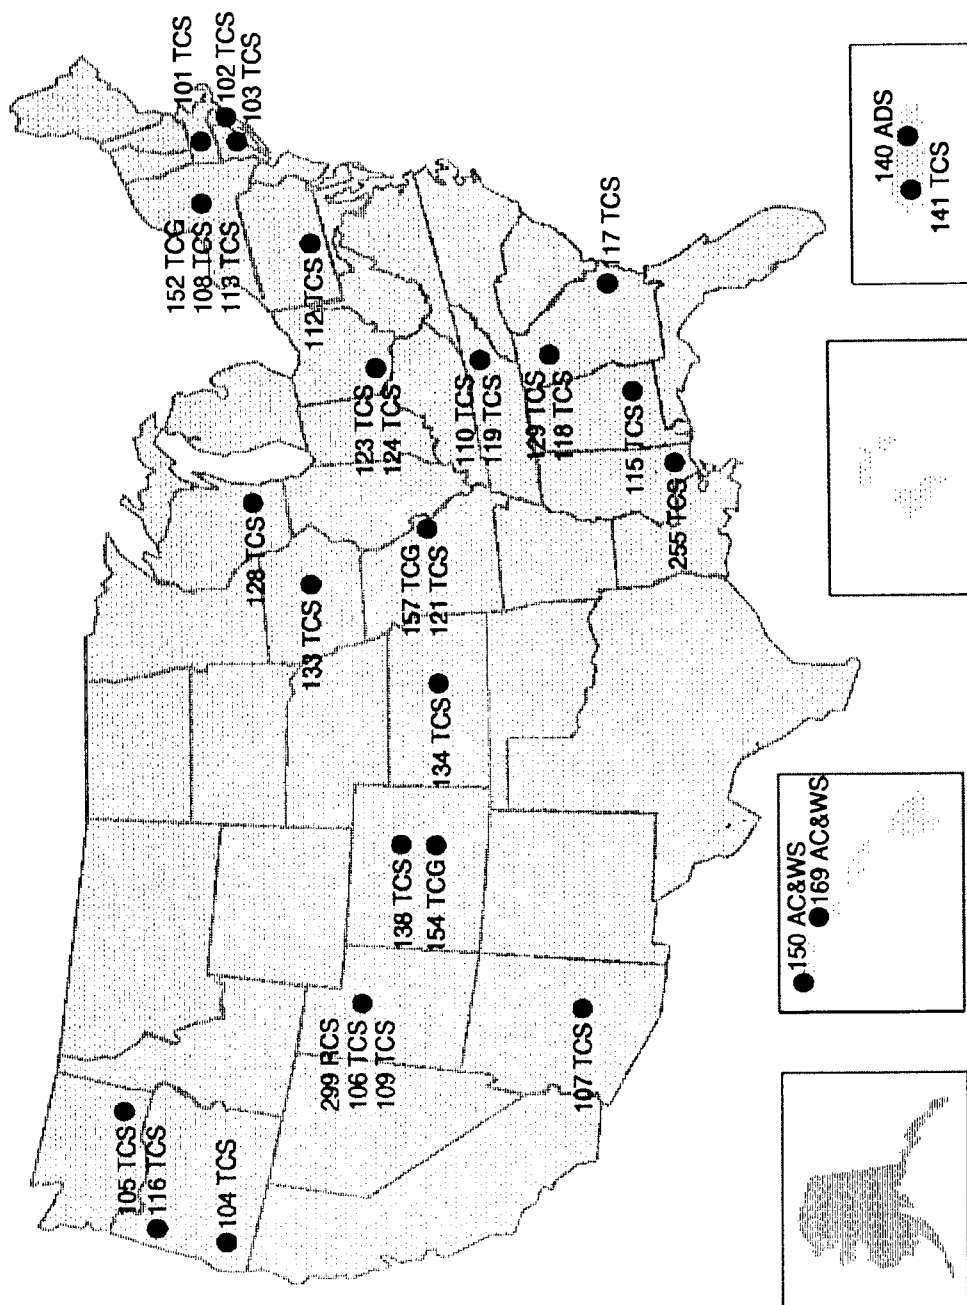 105 TCS
116 TCS
104 TCS
299 RCS
106 TCS
109 TCS
107 TCS
138 TCS
154 TCG
134 TCS
133 TCS
128 TCS
157 TCG
121 TCS
123 TCS
124 TCS
110 TCS
119 TCS
129 TCS
118 TCS
115 TCS
255 TCS
117 TCS
112 TCS
152 TCG
108 TCS
113 TCS
101 TCS
102 TCS
103 TCS
150 AC&WS
169 AC&WS
140 ADS
141 TCS